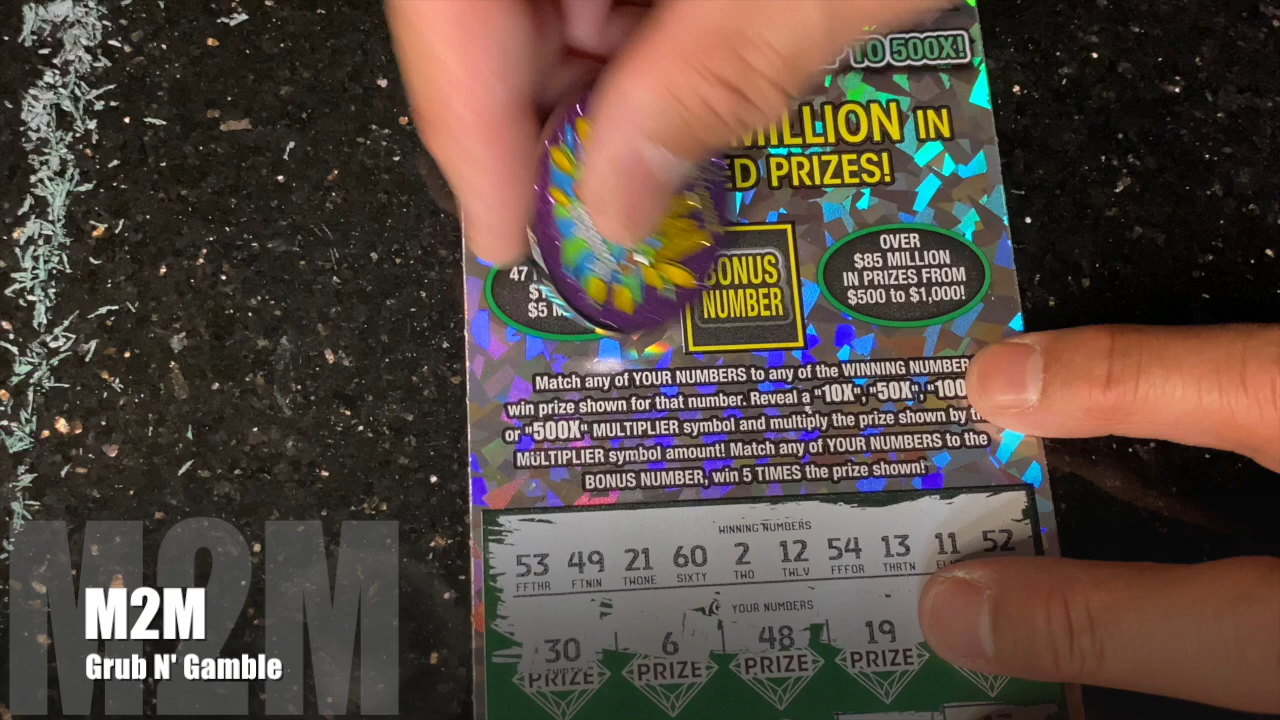 TO 500X!
MILLION IN
ED PRIZES!
47
$5 M
BONUS
NUMBER
OVER
$85 MILLION
IN PRIZES FROM
$500 to $1,000!
Match any of YOUR NUMBERS to any of the WINNING NUMBER
win prize shown for that number. Reveal a "10X", "50X", "100
or "500X" MULTIPLIER symbol and multiply the prize shown by
MULTIPLIER symbol amount! Match any of YOUR NUMBERS to the
BONUS NUMBER, win 5 TIMES the prize shown!
WINNING NUMBERS
53 49 21 60 2 12 54 13 11 52
FFTHR FTNIN TWONE SIXTY TWO TWLV FFFOR THRTN
YOUR NUMBERS
30 6 48 19
THIRTY
PRIZE PRIZE PRIZE PRIZE
M2M
M2M
Grub N' Gamble